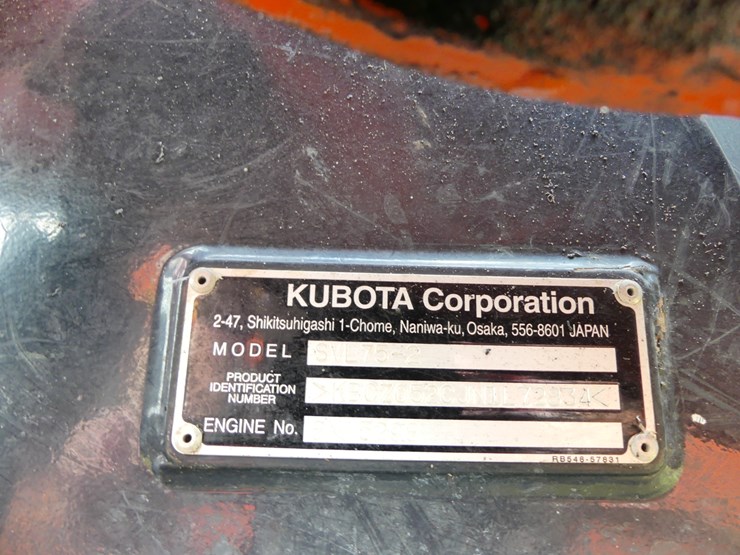 KUBOTA Corporation
2-47, Shikitsuhigashi 1-Chome, Naniwa-ku, Osaka, 556-8601 JAPAN
MODEL
PRODUCT
IDENTIFICATION
NUMBER
ENGINE No.
RB548-57831